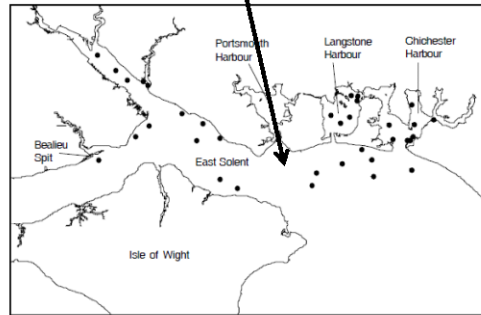 Portsmouth
Harbour
Langstone
Harbour
Chichester
Harbour
Bealieu
Spit
East Solent
Isle of Wight